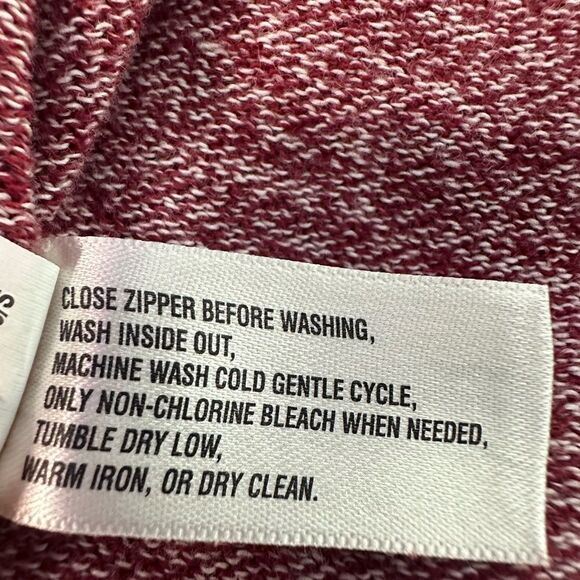 CLOSE ZIPPER BEFORE WASHING,
WASH INSIDE OUT,
MACHINE WASH COLD GENTLE CYCLE,
ONLY NON-CHLORINE BLEACH WHEN NEEDED,
TUMBLE DRY LOW,
WARM IRON, OR DRY CLEAN.